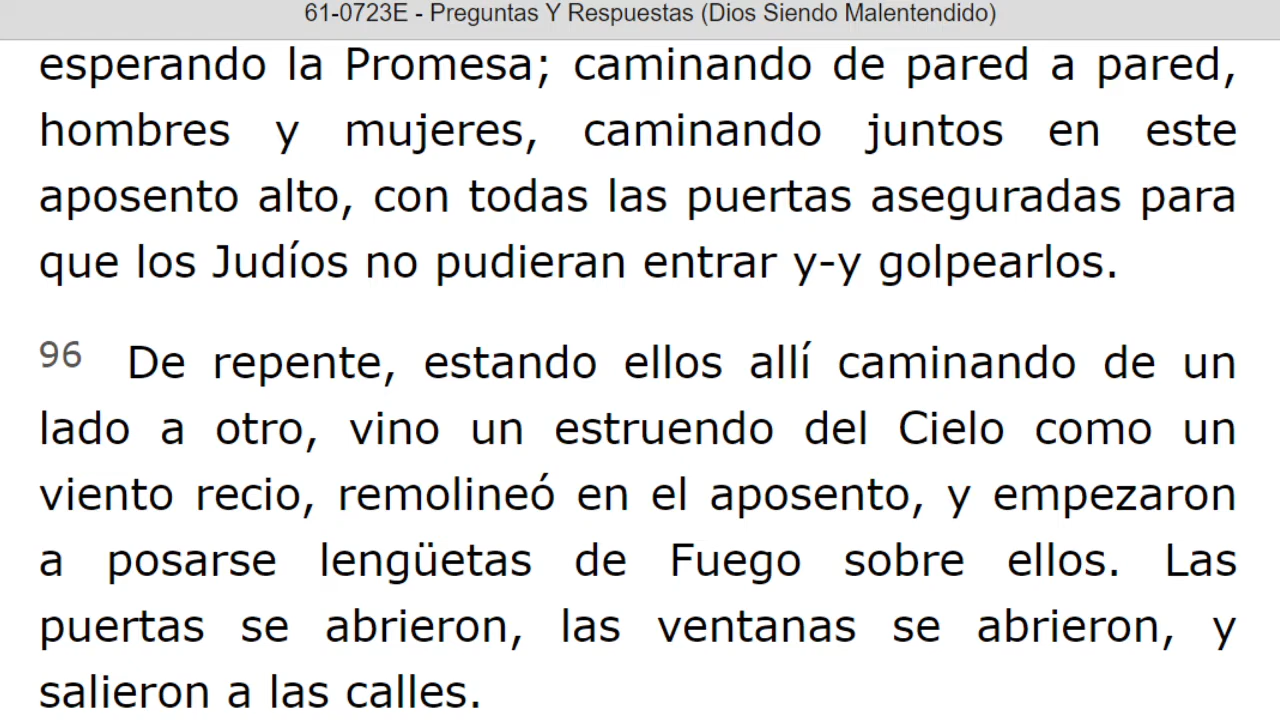 61-0723E - Preguntas Y Respuestas (Dios Siendo Malentendido)
esperando la Promesa; caminando de pared a pared,
hombres y mujeres, caminando juntos en este
aposento alto, con todas las puertas aseguradas para
que los Judíos no pudieran entrar y-y golpearlos.
96 De repente, estando ellos allí caminando de un
lado a otro, vino un estruendo del Cielo como un
viento recio, remolineó en el aposento, y empezaron
a posarse lengüetas de Fuego sobre ellos. Las
puertas se abrieron, las ventanas se abrieron, y
salieron a las calles.